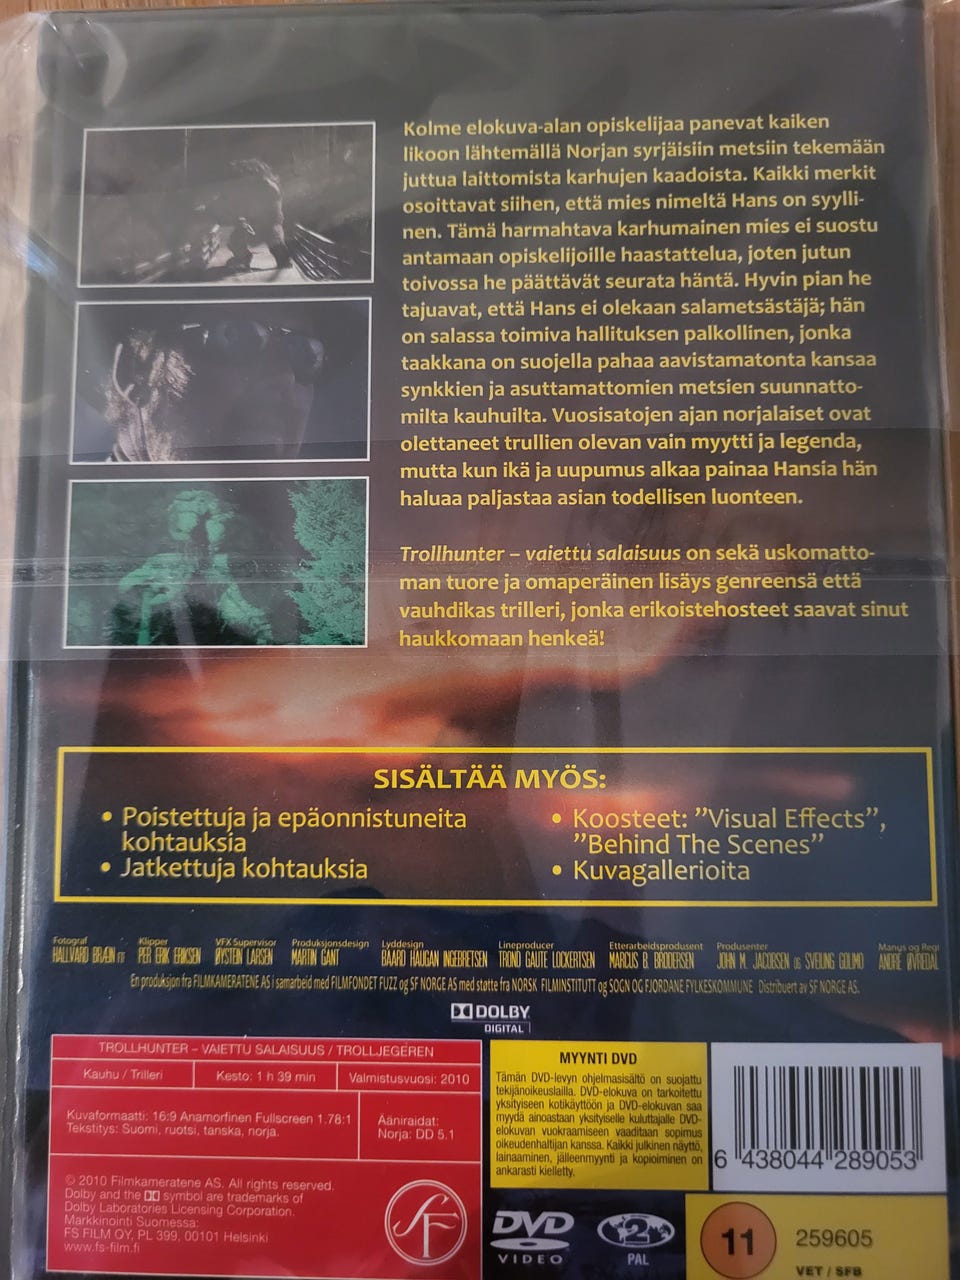 Kolme elokuva-alan opiskelijaa panevat kaiken
likoon lähtemällä Norjan syrjäisiin metsiin tekemään
juttua laittomista karhujen kaadoista. Kaikki merkit
osoittavat siihen, että mies nimeltä Hans on syylli-
nen. Tämä harmahtava karhumainen mies ei suostu
antamaan opiskelijoille haastattelua, joten jutun
toivossa he päättävät seurata häntä. Hyvin pian he
tajuavat, että Hans ei olekaan salametsästäjä; hän
on salassa toimiva hallituksen palkollinen, jonka
taakkana on suojella pahaa aavistamatonta kansaa
synkkien ja asuttamattomien metsien suunnatto-
milta kauhuilta. Vuosisatojen ajan norjalaiset ovat
olettaneet trullien olevan vain myytti ja legenda,
mutta kun ikä ja uupumus alkaa painaa Hansia hän
haluaa paljastaa asian todellisen luonteen.
Trollhunter – vaiettu salaisuus on sekä uskomatto-
man tuore ja omaperäinen lisäys genreensä että
vauhdikas trilleri, jonka erikoistehosteet saavat sinut
haukkomaan henkeä!
SISÄLTÄÄ MYÖS:
• Poistettuja ja epäonnistuneita
kohtauksia
• Jatkettuja kohtauksia
• Koosteet: ”Visual Effects”,
”Behind The Scenes”
• Kuvagallerioita
Fotograf Klipper VFX Supervisor Produksjonsdesign Lyddesign Lineproducer Etterarbeidsprodusent Produsenter Manus og Regi
HALLVARD BRÆIN FNF PER ERIK ERIKSEN ØYSTEIN LARSEN MARTIN GANT BAARD HAUGAN INGEBRETSEN TROND GAUTE LOCKERTSEN MARCUS B. BRODERSEN JOHN M. JACOBSEN OG SVEINUNG GOLIMO ANDRÉ ØVREDAL
En produksjon fra FILMKAMERATENE AS i samarbeid med FILMFONDET FUZZ og SF NORGE AS med støtte fra NORSK FILMINSTITUTT og SOGN OG FJORDANE FYLKESKOMMUNE Distribuert av SF NORGE AS.
DOLBY
DIGITAL
TROLLHUNTER – VAIETTU SALAISUUS / TROLLJEGEREN
Kauhu / Trilleri
Kesto: 1 h 39 min
Valmistusvuosi: 2010
Kuvaformaatti: 16:9 Anamorfinen Fullscreen 1.78:1
Tekstitys: Suomi, ruotsi, tanska, norja.
Ääniraidat:
Norja: DD 5.1
© 2010 Filmkameratene AS. All rights reserved.
Dolby and the DD symbol are trademarks of
Dolby Laboratories Licensing Corporation.
Markkinointi Suomessa:
FS FILM OY, PL 399, 00101 Helsinki
www.fs-film.fi
SF
MYYNTI DVD
Tämän DVD-levyn ohjelmasisältö on suojattu
tekijänoikeuslailla. DVD-elokuva on tarkoitettu
yksityiseen kotikäyttöön ja DVD-elokuvan saa
myydä ainoastaan yksityiselle kuluttajalle DVD-
elokuvan vuokraamiseen vaaditaan sopimus
oikeudenhaltijan kanssa. Kaikki julkinen näyttö,
lainaaminen, jälleenmyynti ja kopioiminen on
ankarasti kielletty.
6 438044 289053
DVD
VIDEO
2
PAL
11
259605
VET / SFB